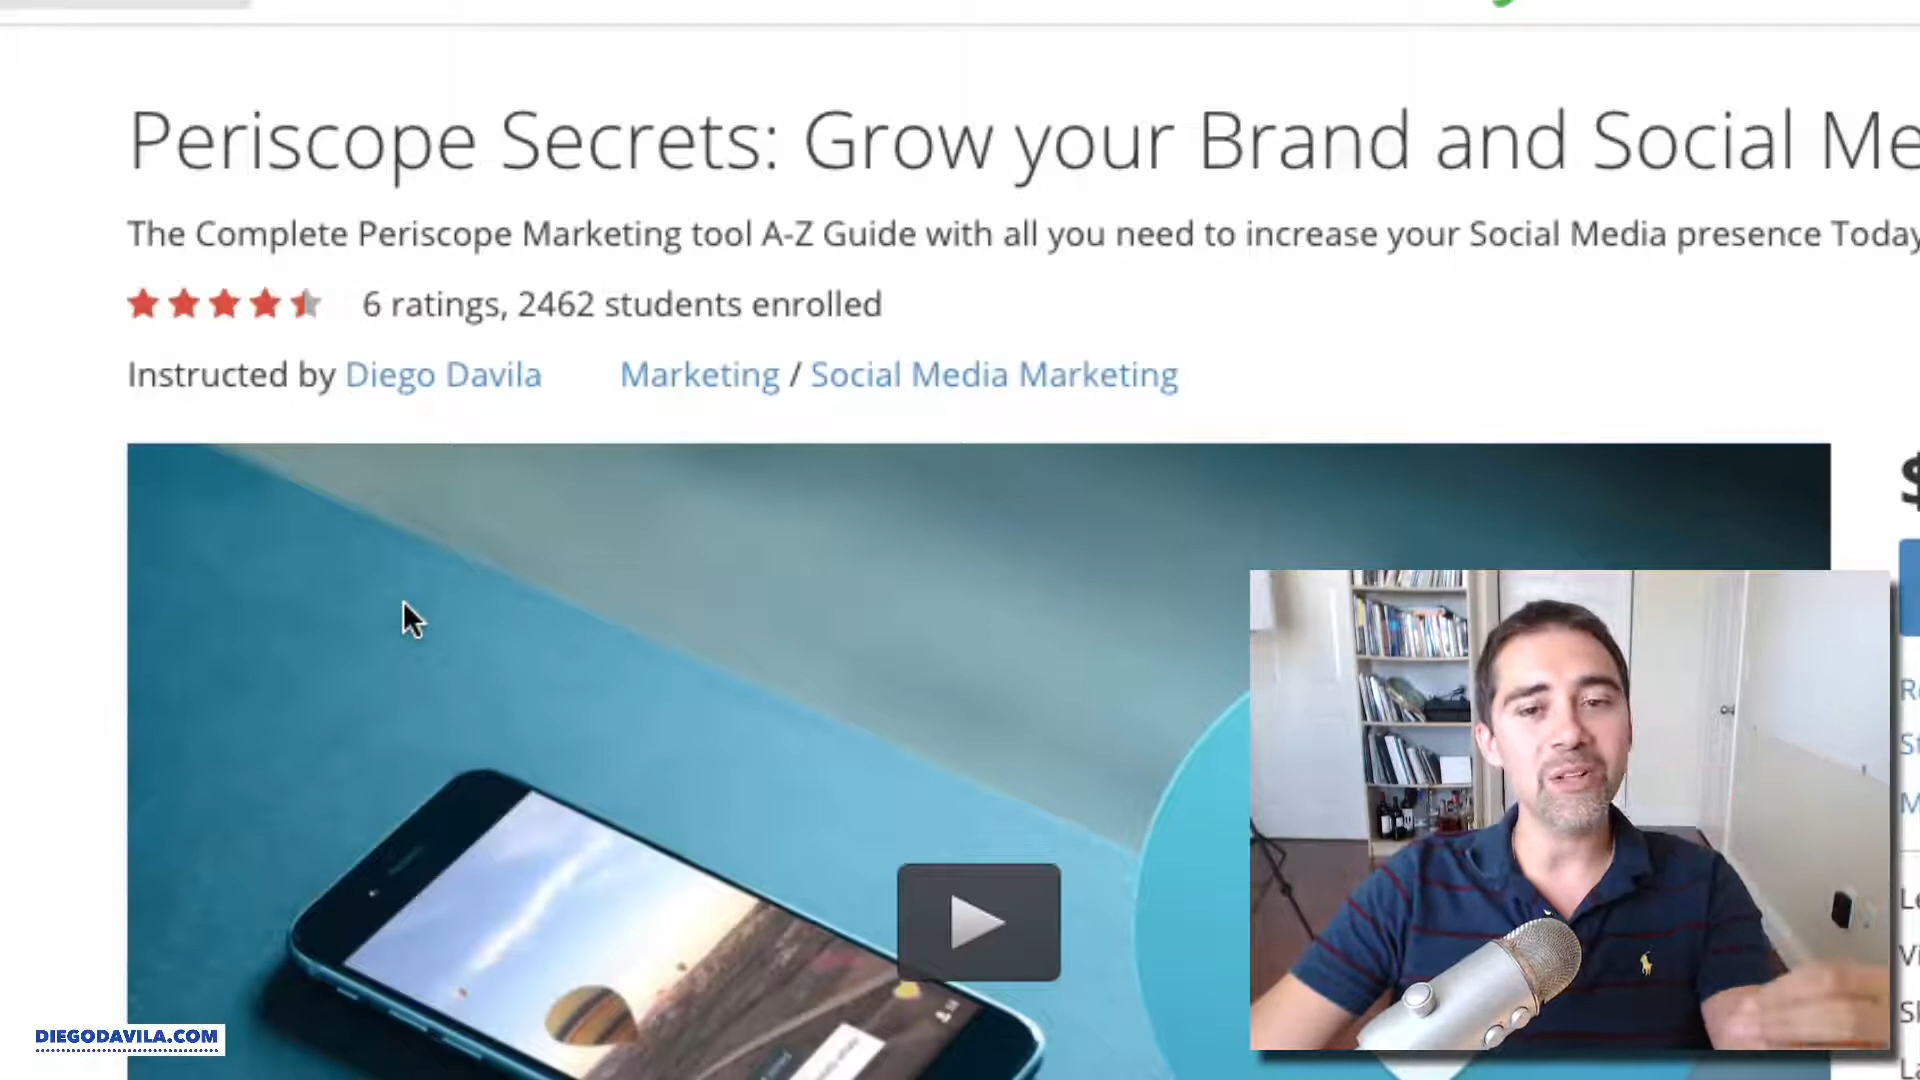 Periscope Secrets: Grow your Brand and Social Me
The Complete Periscope Marketing tool A-Z Guide with all you need to increase your Social Media presence Today
6 ratings, 2462 students enrolled
Instructed by Diego Davila Marketing / Social Media Marketing
$
DIEGODAVILA.COM